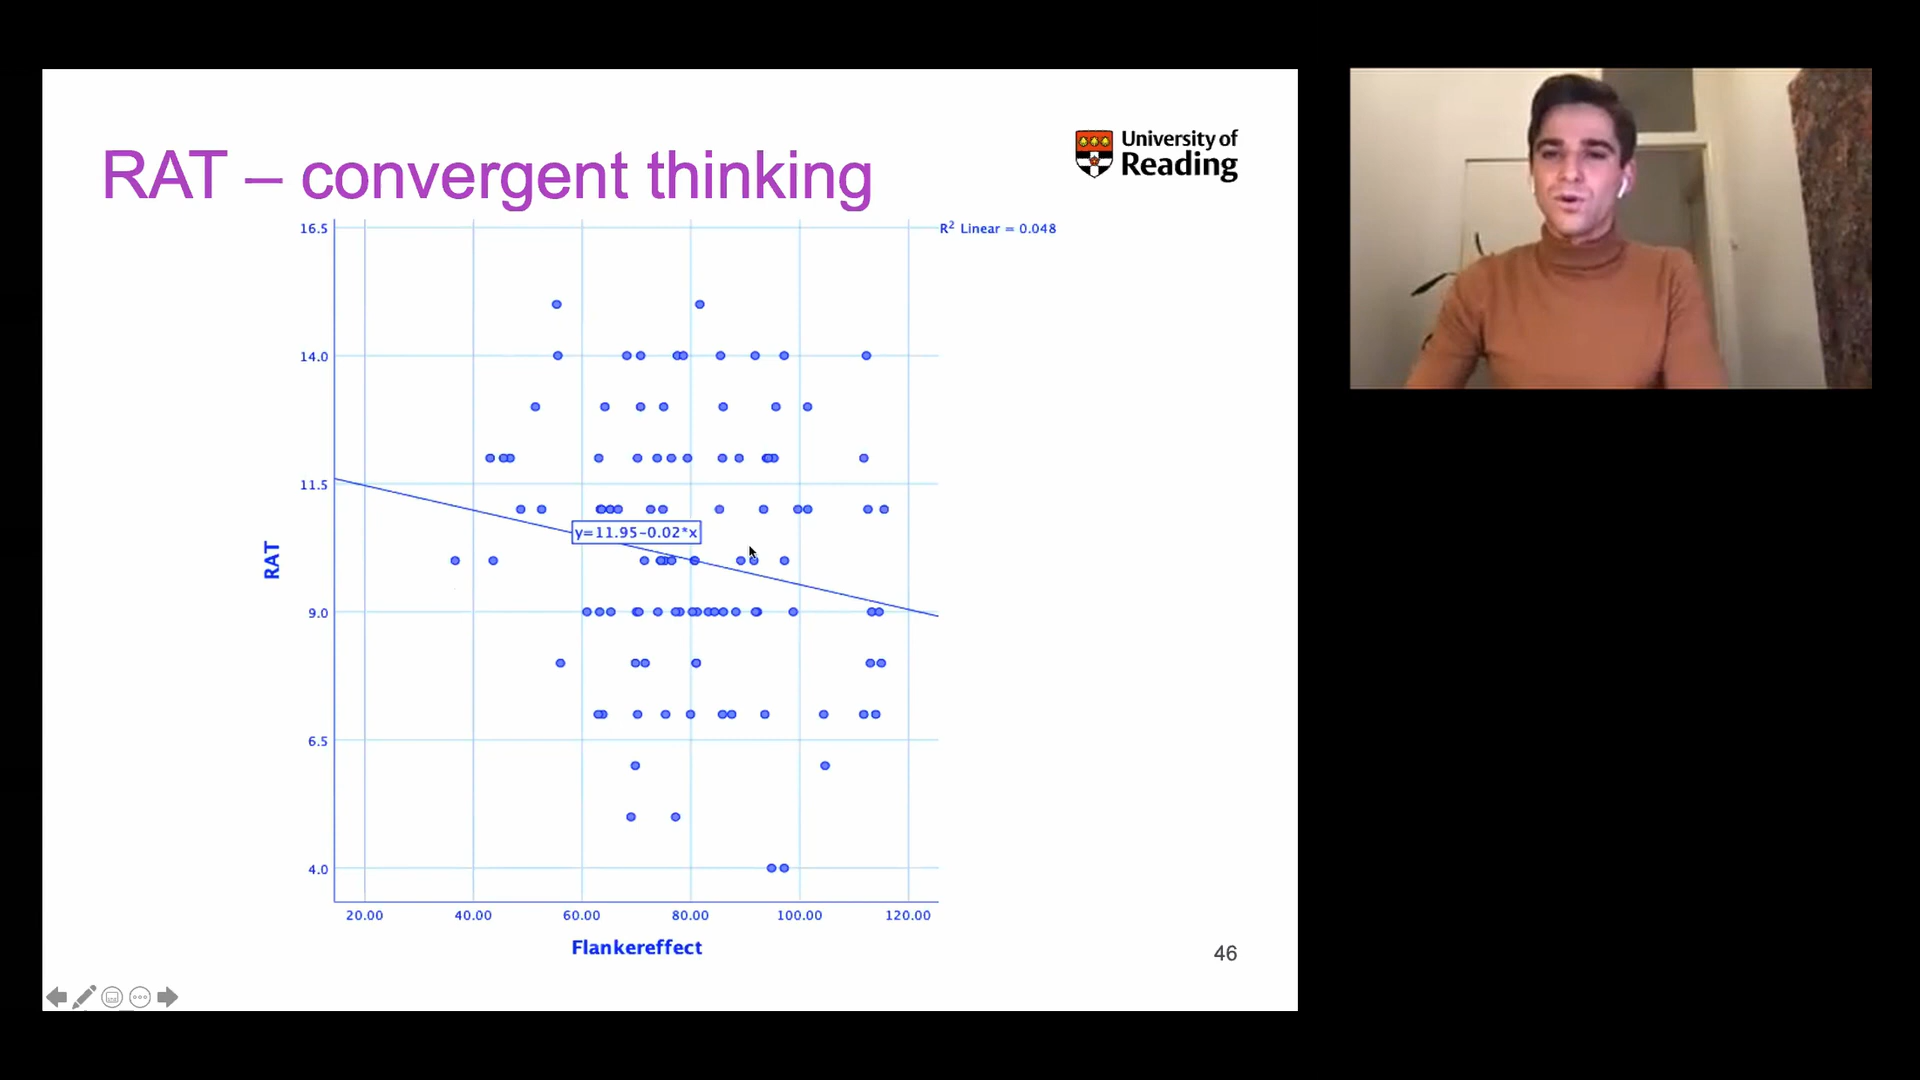 RAT – convergent thinking
University of
Reading
R² Linear = 0.048
16.5
14.0
11.5
9.0
6.5
4.0
RAT
y=11.95-0.02*x
20.00 40.00 60.00 80.00 100.00 120.00
Flankereffect
46